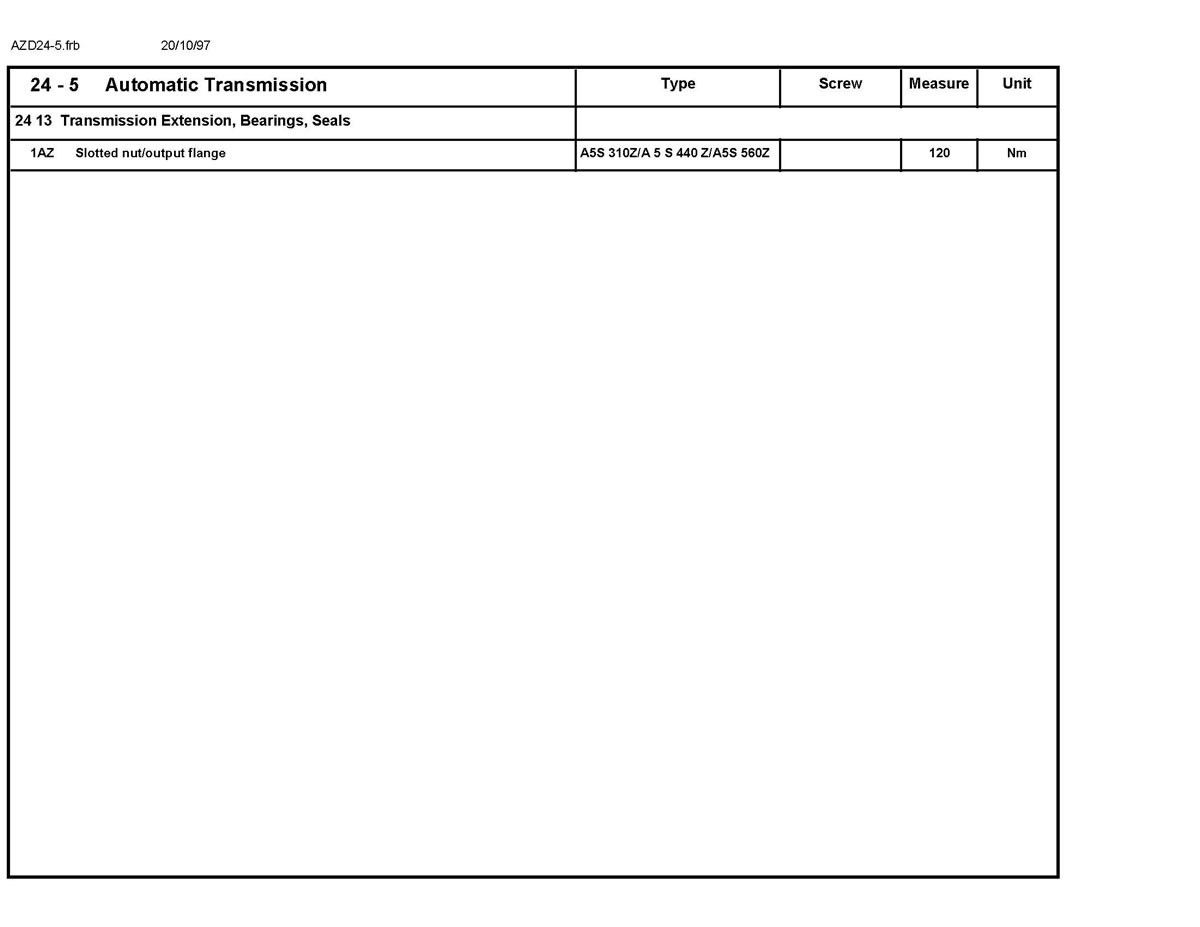 AZD24-5.frb 20/10/97
24 - 5 Automatic Transmission Type Screw Measure Unit
24 13 Transmission Extension, Bearings, Seals
1AZ Slotted nut/output flange A5S 310Z/A 5 S 440 Z/A5S 560Z 120 Nm